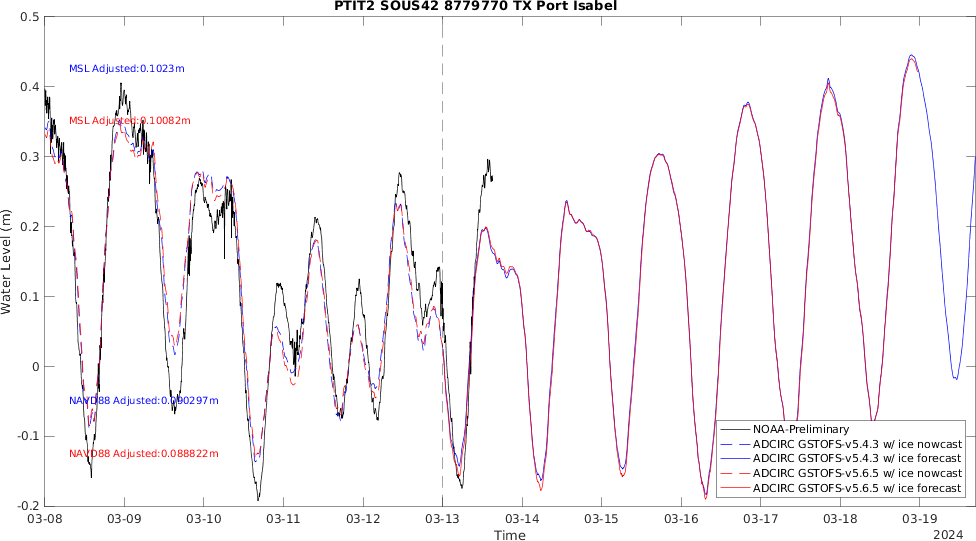 PTIT2 SOUS42 8779770 TX Port Isabel
0.5
0.4
0.3
0.2
0.1
0
-0.1
-0.2
Water Level (m)
MSL Adjusted:0.1023m
MSL Adjusted:0.10082m
NAVD88 Adjusted:0.090297m
NAVD88 Adjusted:0.088822m
NOAA-Preliminary
ADCIRC GSTOFS-v5.4.3 w/ ice nowcast
ADCIRC GSTOFS-v5.4.3 w/ ice forecast
ADCIRC GSTOFS-v5.6.5 w/ ice nowcast
ADCIRC GSTOFS-v5.6.5 w/ ice forecast
03-08 03-09 03-10 03-11 03-12 03-13 03-14 03-15 03-16 03-17 03-18 03-19
Time
2024